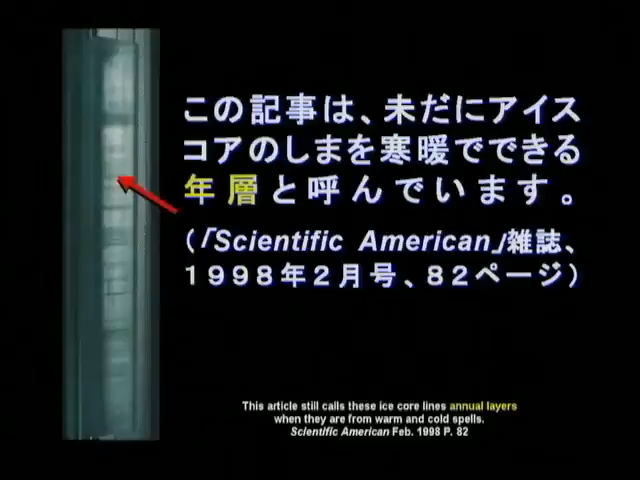 この記事は、未だにアイス
コアのしまを寒暖でできる
年層と呼んでいます。
（「Scientific American」雑誌、
１９９８年２月号、８２ページ）
This article still calls these ice core lines annual layers
when they are from warm and cold spells.
Scientific American Feb. 1998 P. 82